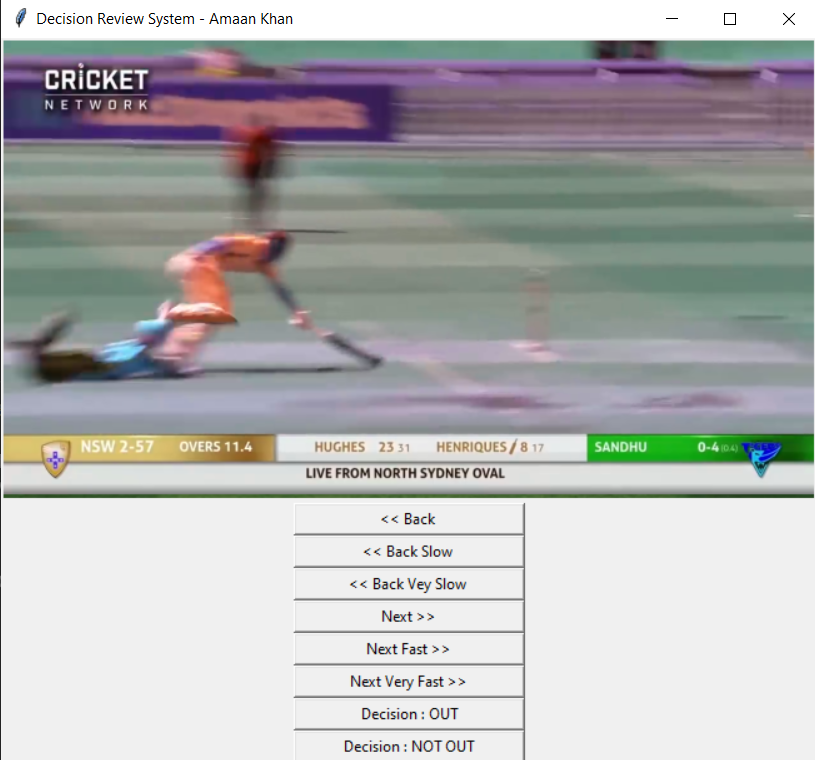 Decision Review System - Amaan Khan
CRICKET
NETWORK
NSW 2-57 OVERS 11.4 HUGHES 23 31 HENRIQUES 8 17 SANDHU 0-4 (0.4)
LIVE FROM NORTH SYDNEY OVAL
<< Back
<< Back Slow
<< Back Vey Slow
Next >>
Next Fast >>
Next Very Fast >>
Decision : OUT
Decision : NOT OUT